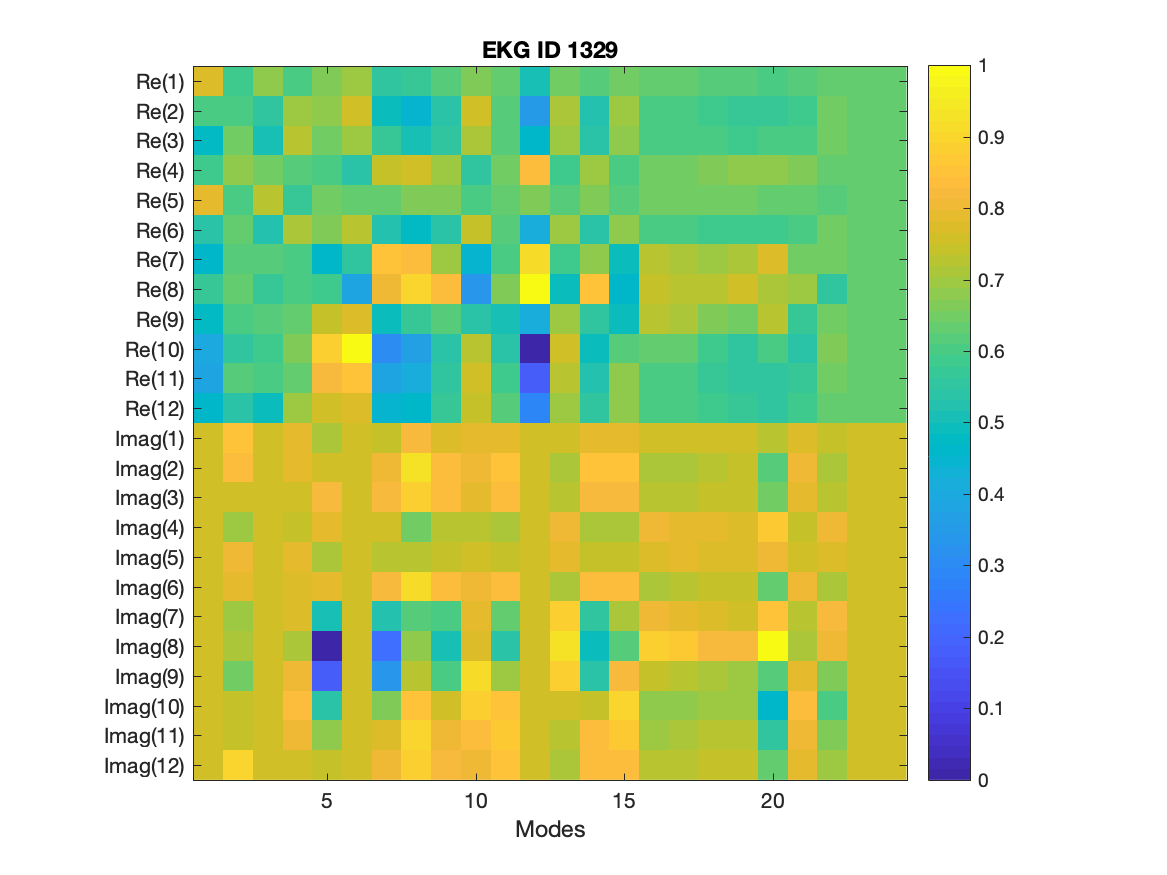 EKG ID 1329
Re(1)
Re(2)
Re(3)
Re(4)
Re(5)
Re(6)
Re(7)
Re(8)
Re(9)
Re(10)
Re(11)
Re(12)
Imag(1)
Imag(2)
Imag(3)
Imag(4)
Imag(5)
Imag(6)
Imag(7)
Imag(8)
Imag(9)
Imag(10)
Imag(11)
Imag(12)
5 10 15 20
Modes
1
0.9
0.8
0.7
0.6
0.5
0.4
0.3
0.2
0.1
0